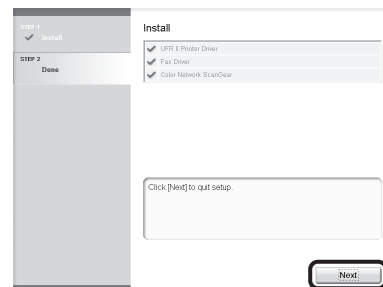 STEP 1
Install
STEP 2
Done
Install
UFR II Printer Driver
Fax Driver
Color Network ScanGear
Click [Next] to quit setup.
Next